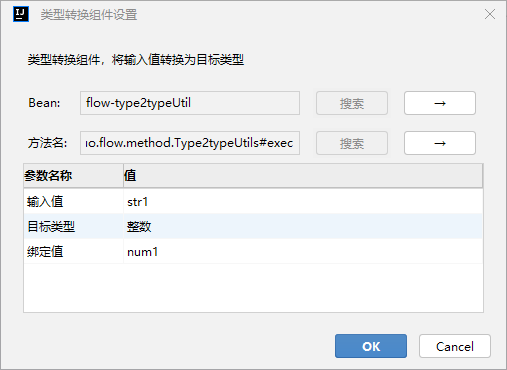 IJ 类型转换组件设置
类型转换组件，将输入值转换为目标类型
Bean: flow-type2typeUtil 搜索 →
方法名: ıo.flow.method.Type2typeUtils#exec 搜索 →
参数名称 值
输入值 str1
目标类型 整数
绑定值 num1
OK Cancel